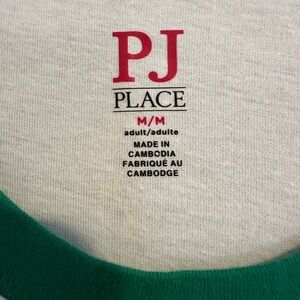 PJ
PLACE
M/M
adult/adulte
MADE IN
CAMBODIA
FABRIQUÉ AU
CAMBODGE